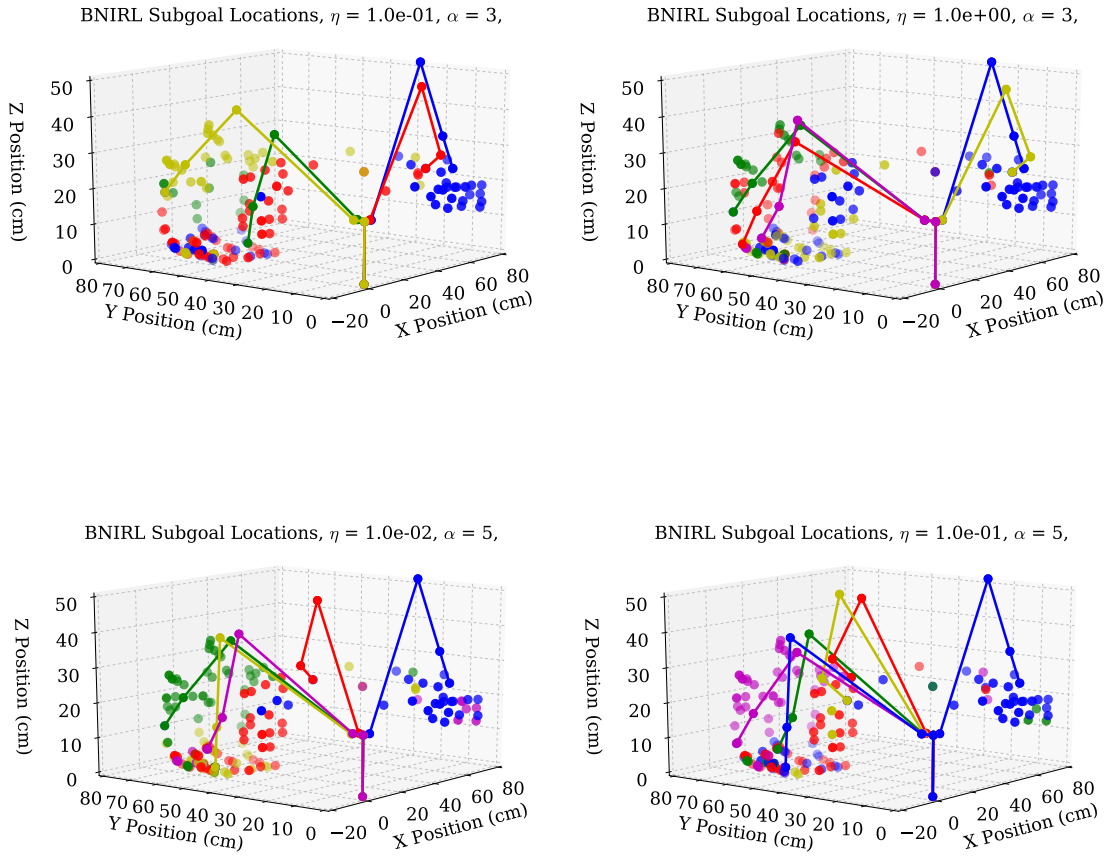 BNIRL Subgoal Locations, η = 1.0e-01, α = 3,
Z Position (cm)
50
40
30
20
10
0
80 70 60 50 40 30 20 10 0
Y Position (cm)
−20 0 20 40 60 80
X Position (cm)
BNIRL Subgoal Locations, η = 1.0e+00, α = 3,
Z Position (cm)
50
40
30
20
10
0
80 70 60 50 40 30 20 10 0
Y Position (cm)
−20 0 20 40 60 80
X Position (cm)
BNIRL Subgoal Locations, η = 1.0e-02, α = 5,
Z Position (cm)
50
40
30
20
10
0
80 70 60 50 40 30 20 10 0
Y Position (cm)
−20 0 20 40 60 80
X Position (cm)
BNIRL Subgoal Locations, η = 1.0e-01, α = 5,
Z Position (cm)
50
40
30
20
10
0
80 70 60 50 40 30 20 10 0
Y Position (cm)
−20 0 20 40 60 80
X Position (cm)